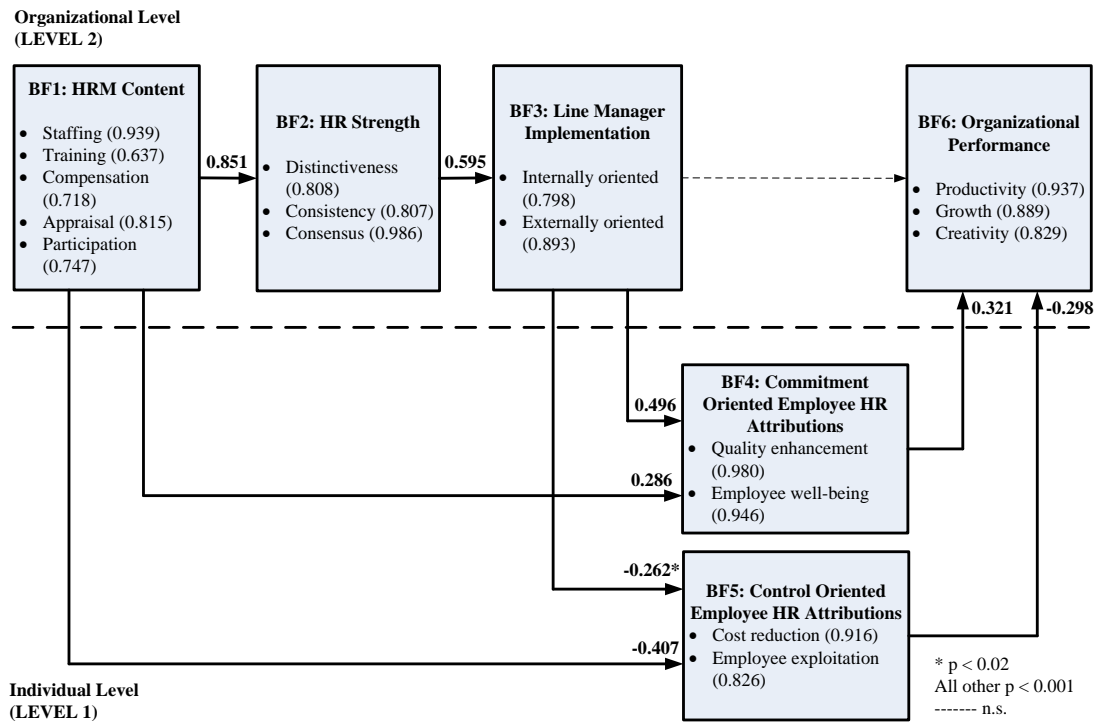 Organizational Level
(LEVEL 2)
BF1: HRM Content
• Staffing (0.939)
• Training (0.637)
• Compensation
(0.718)
• Appraisal (0.815)
• Participation
(0.747)
0.851
BF2: HR Strength
• Distinctiveness
(0.808)
• Consistency (0.807)
• Consensus (0.986)
0.595
BF3: Line Manager
Implementation
• Internally oriented
(0.798)
• Externally oriented
(0.893)
BF6: Organizational
Performance
• Productivity (0.937)
• Growth (0.889)
• Creativity (0.829)
0.321
-0.298
0.496
0.286
BF4: Commitment
Oriented Employee HR
Attributions
• Quality enhancement
(0.980)
• Employee well-being
(0.946)
-0.262*
-0.407
BF5: Control Oriented
Employee HR Attributions
• Cost reduction (0.916)
• Employee exploitation
(0.826)
* p < 0.02
All other p < 0.001
------- n.s.
Individual Level
(LEVEL 1)